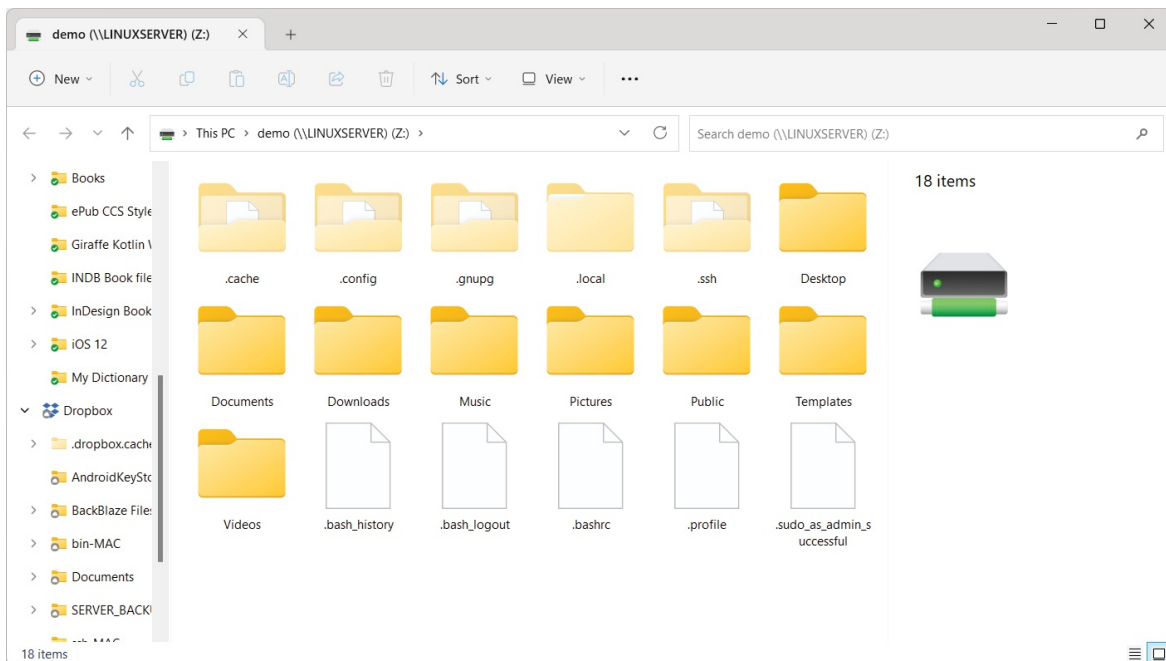 demo (\\LINUXSERVER) (Z:)
New
Sort
View
This PC > demo (\\LINUXSERVER) (Z:) >
Search demo (\\LINUXSERVER) (Z:)
Books
ePub CCS Style
Giraffe Kotlin
INDB Book file
InDesign Book
iOS 12
My Dictionary
Dropbox
.dropbox.cache
AndroidKeySto
BackBlaze Files
bin-MAC
Documents
SERVER_BACKU
.cache
.config
.gnupg
.local
.ssh
Desktop
Documents
Downloads
Music
Pictures
Public
Templates
Videos
.bash_history
.bash_logout
.bashrc
.profile
.sudo_as_admin_s
uccessful
18 items
18 items